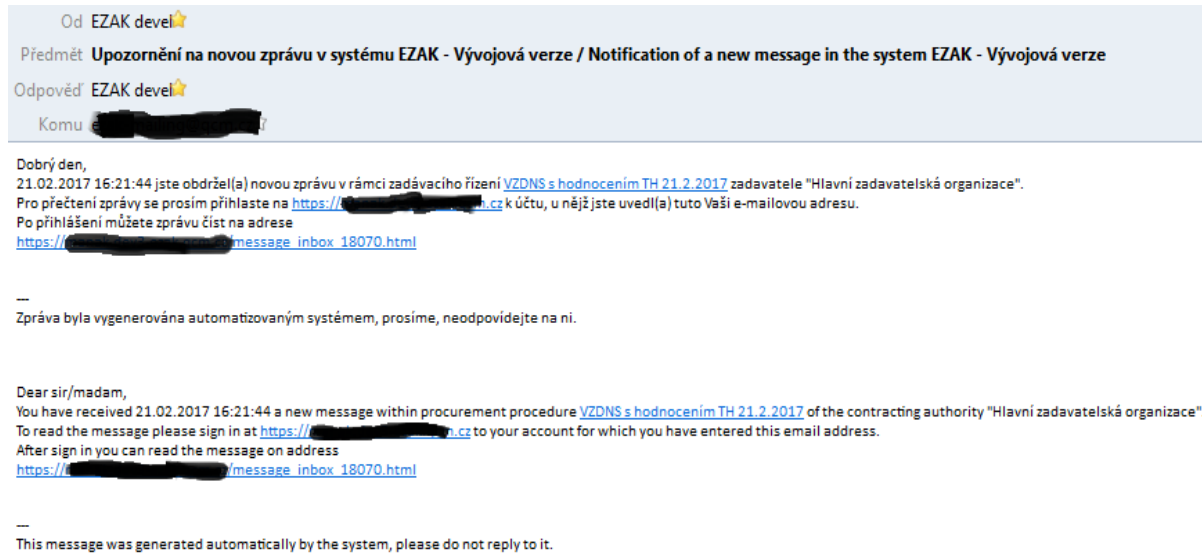 Od EZAK devel
Předmět Upozornění na novou zprávu v systému EZAK - Vývojová verze / Notification of a new message in the system EZAK - Vývojová verze
Odpověď EZAK devel
Komu
Dobrý den,
21.02.2017 16:21:44 jste obdržel(a) novou zprávu v rámci zadávacího řízení VZDNS s hodnocením TH 21.2.2017 zadavatele "Hlavní zadavatelská organizace".
Pro přečtení zprávy se prosím přihlaste na https:// .cz k účtu, u nějž jste uvedl(a) tuto Vaši e-mailovou adresu.
Po přihlášení můžete zprávu číst na adrese
https:// message_inbox_18070.html
---
Zpráva byla vygenerována automatizovaným systémem, prosíme, neodpovídejte na ni.
Dear sir/madam,
You have received 21.02.2017 16:21:44 a new message within procurement procedure VZDNS s hodnocením TH 21.2.2017 of the contracting authority "Hlavní zadavatelská organizace"
To read the message please sign in at https:// .cz to your account for which you have entered this email address.
After sign in you can read the message on address
https:// /message_inbox_18070.html
---
This message was generated automatically by the system, please do not reply to it.